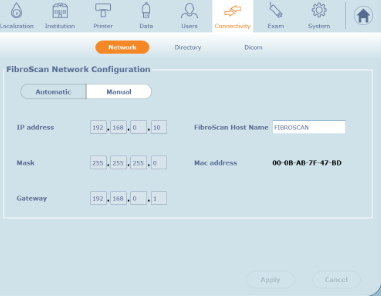 Localization Institution Printer Data Users Connectivity Exam System
Network Directory Dicom
FibroScan Network Configuration
Automatic Manual
IP address 192 . 168 . 0 . 10 FibroScan Host Name FIBROSCAN
Mask 255 . 255 . 255 . 0 Mac address 00-0B-AB-7F-47-BD
Gateway 192 . 168 . 0 . 1
Apply Cancel